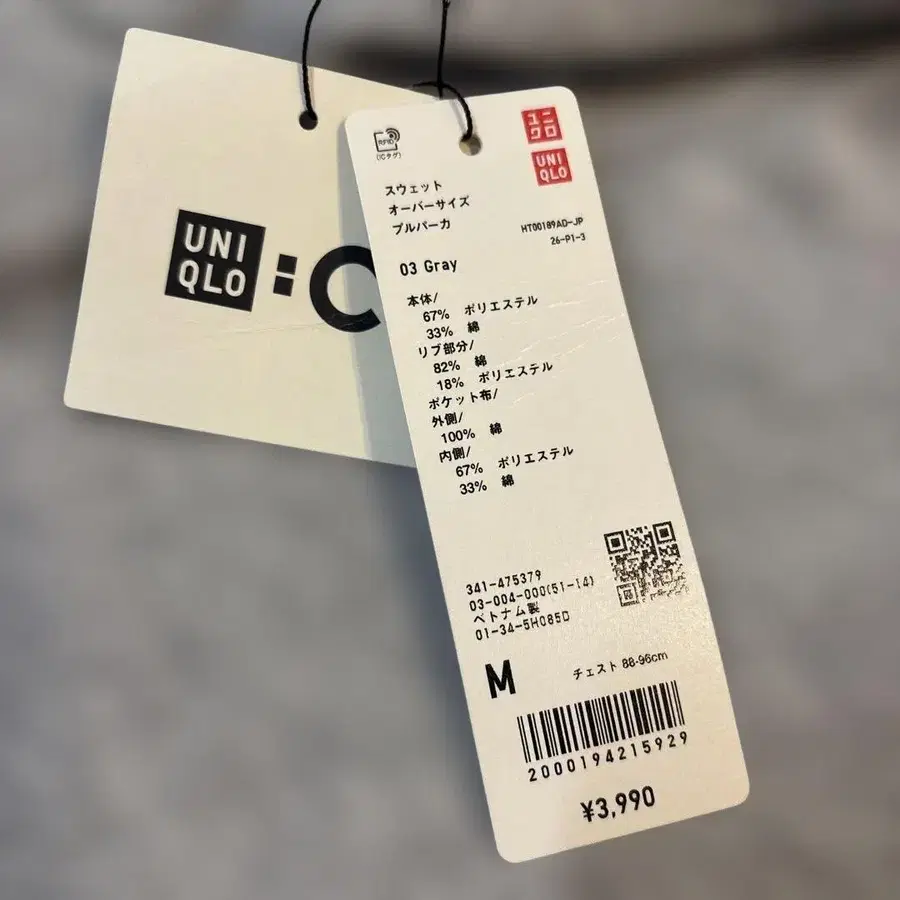 UNI
QLO
: C
RFID
(ICタグ)
ユニ
クロ
UNI
QLO
スウェット
オーバーサイズ
プルパーカ
HT00189AD-JP
26-P1-3
03 Gray
本体/
67% ポリエステル
33% 綿
リブ部分/
82% 綿
18% ポリエステル
ポケット布/
外側/
100% 綿
内側/
67% ポリエステル
33% 綿
341-475379
03-004-000(51-14)
ベトナム製
01-34-5H085D
M チェスト 88-96cm
2000194215929
¥3,990